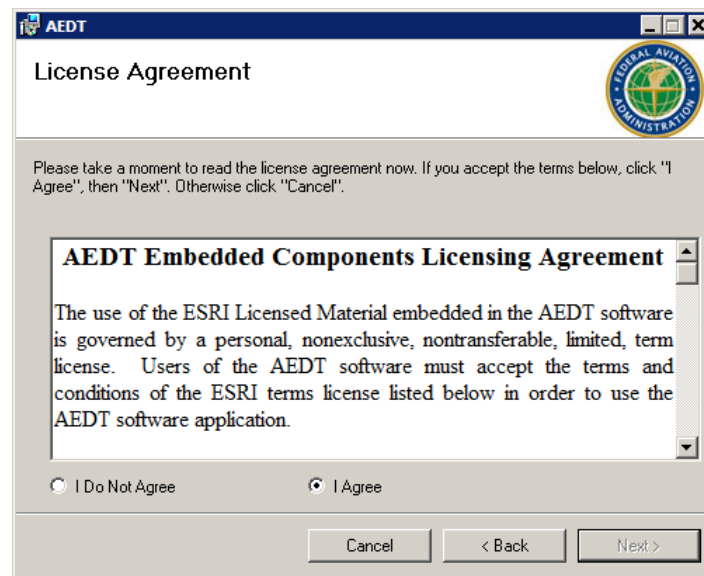 AEDT
License Agreement
FEDERAL AVIATION
ADMINISTRATION
Please take a moment to read the license agreement now. If you accept the terms below, click "I
Agree", then "Next". Otherwise click "Cancel".
AEDT Embedded Components Licensing Agreement
The use of the ESRI Licensed Material embedded in the AEDT software
is governed by a personal, nonexclusive, nontransferable, limited, term
license. Users of the AEDT software must accept the terms and
conditions of the ESRI terms license listed below in order to use the
AEDT software application.
I Do Not Agree
I Agree
Cancel
< Back
Next >